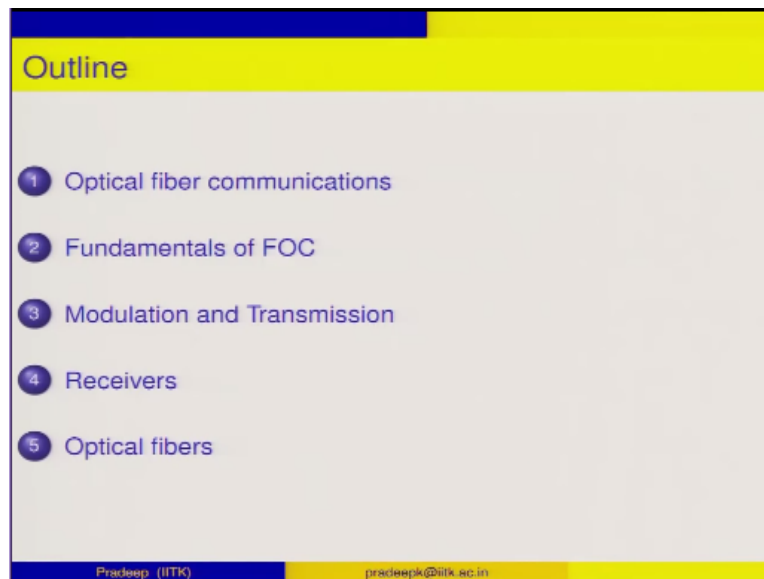 Outline
1 Optical fiber communications
2 Fundamentals of FOC
3 Modulation and Transmission
4 Receivers
5 Optical fibers
Pradeep (IITK) pradeepk@iitk.ac.in